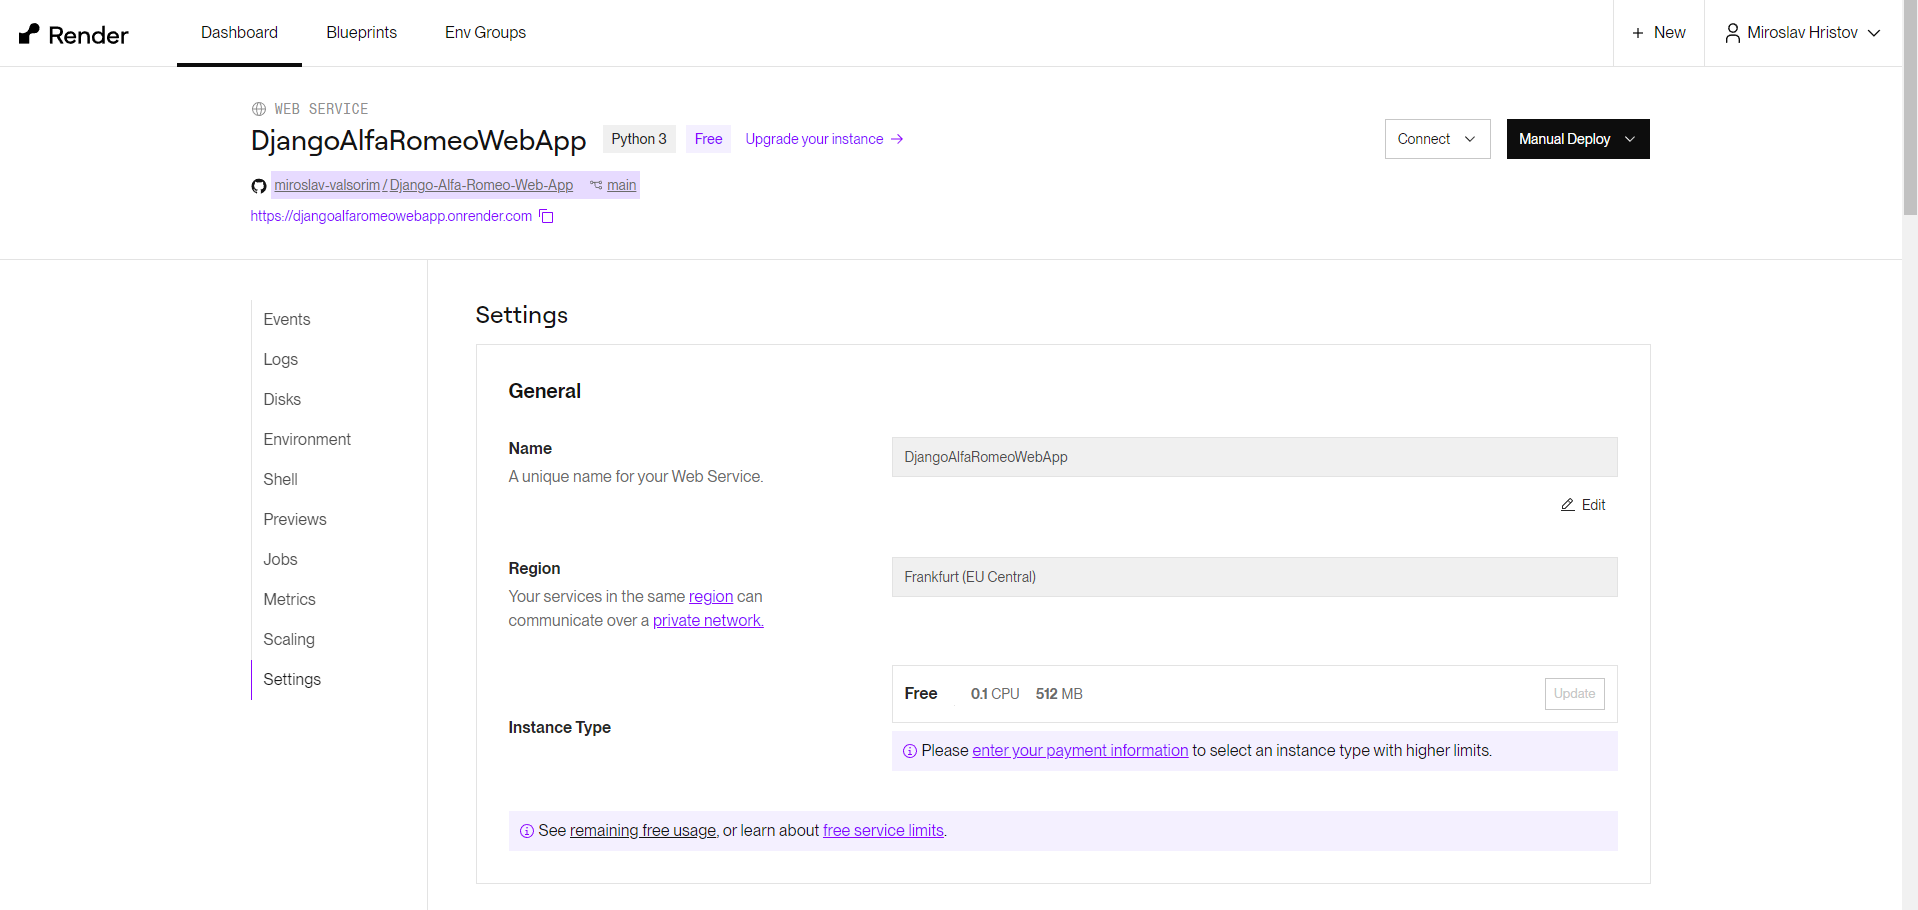 Render
Dashboard
Blueprints
Env Groups
+ New
Miroslav Hristov
WEB SERVICE
DjangoAlfaRomeoWebApp
Python 3
Free
Upgrade your instance →
Connect
Manual Deploy
miroslav-valsorim / Django-Alfa-Romeo-Web-App
main
https://djangoalfaromeowebapp.onrender.com
Events
Logs
Disks
Environment
Shell
Previews
Jobs
Metrics
Scaling
Settings
Settings
General
Name
A unique name for your Web Service.
DjangoAlfaRomeoWebApp
Edit
Region
Your services in the same region can
communicate over a private network.
Frankfurt (EU Central)
Instance Type
Free 0.1 CPU 512 MB
Update
Please enter your payment information to select an instance type with higher limits.
See remaining free usage, or learn about free service limits.